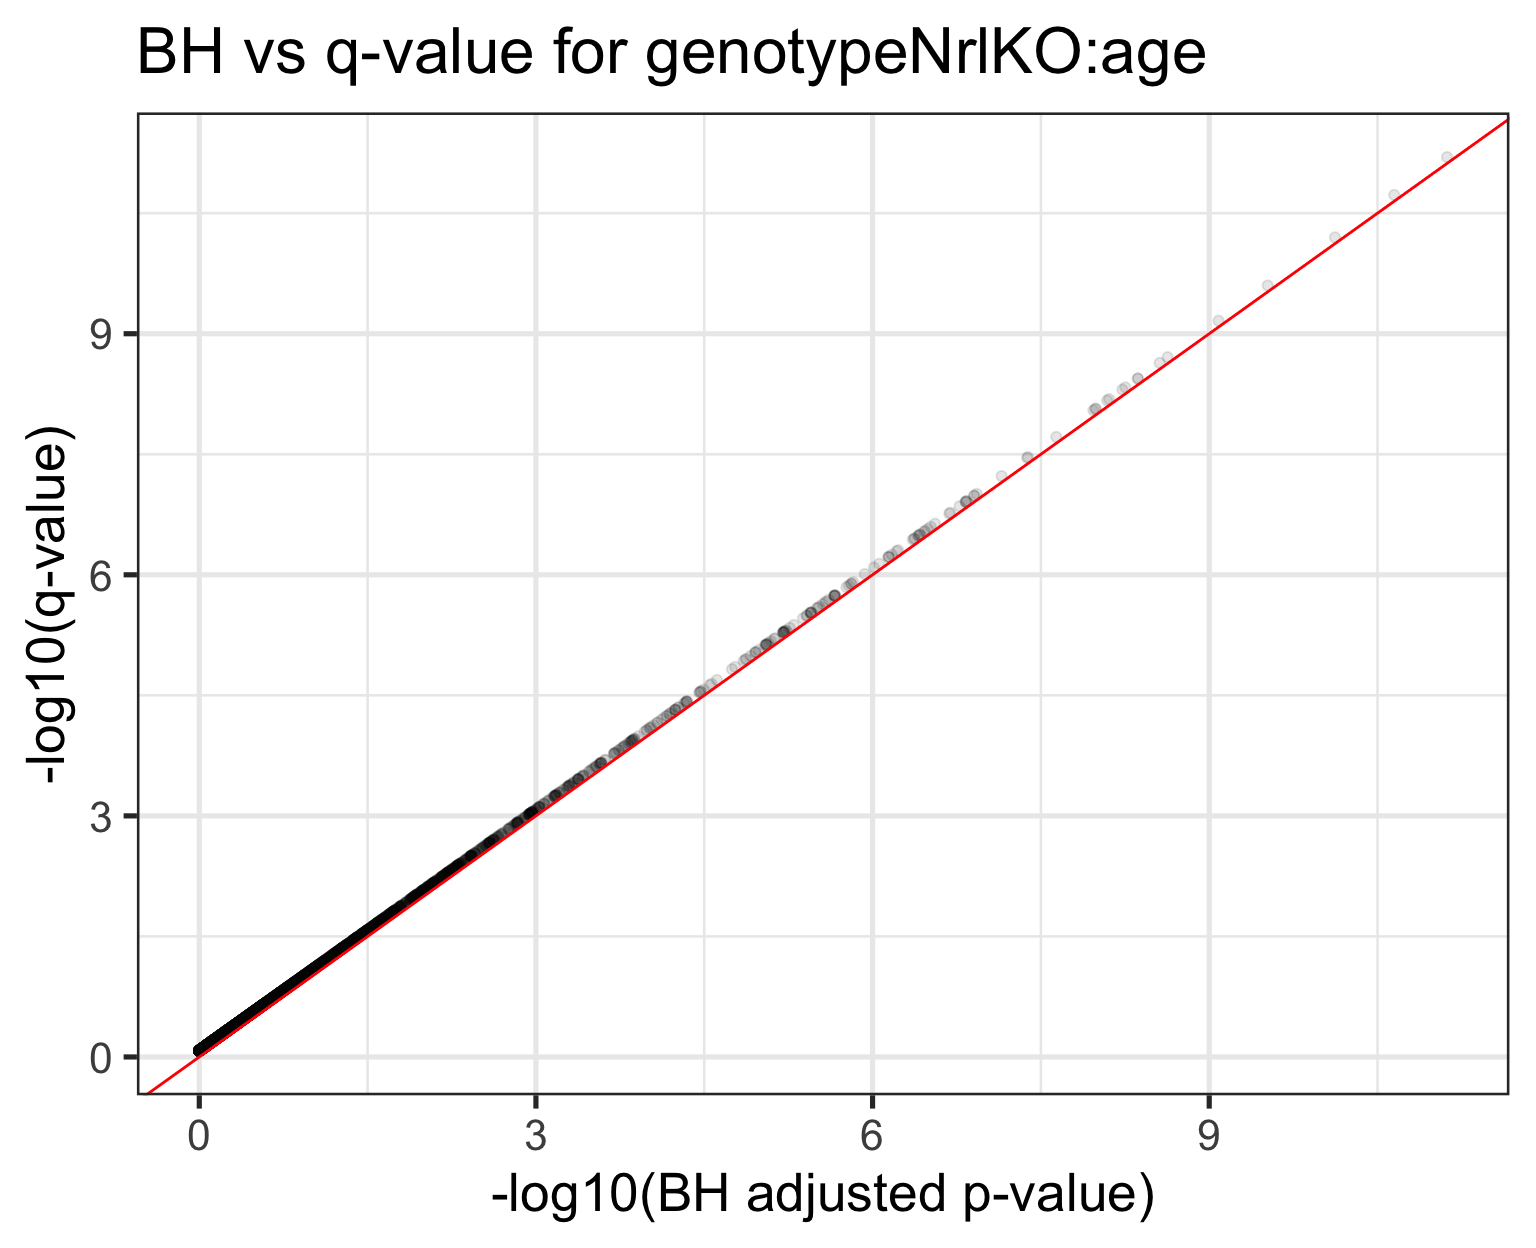 BH vs q-value for genotypeNrlKO:age
-log10(q-value)
9
6
3
0
0 3 6 9
-log10(BH adjusted p-value)